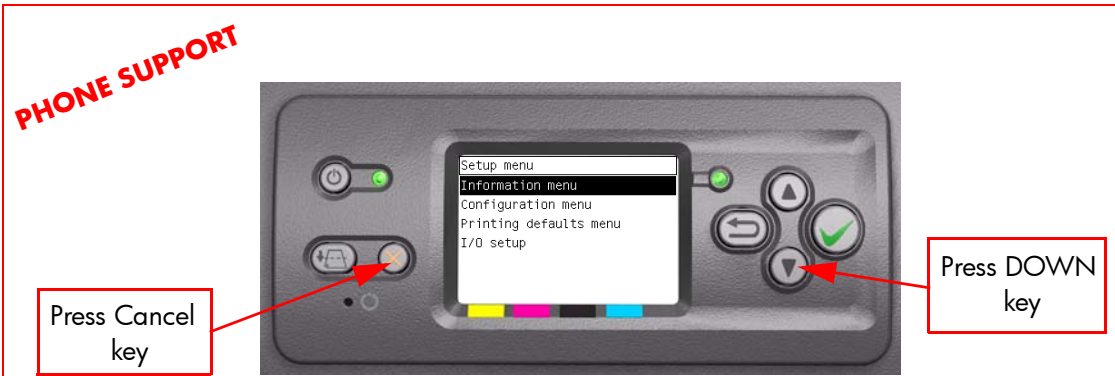 PHONE SUPPORT
Setup menu
Information menu
Configuration menu
Printing defaults menu
I/O setup
Press Cancel
key
Press DOWN
key